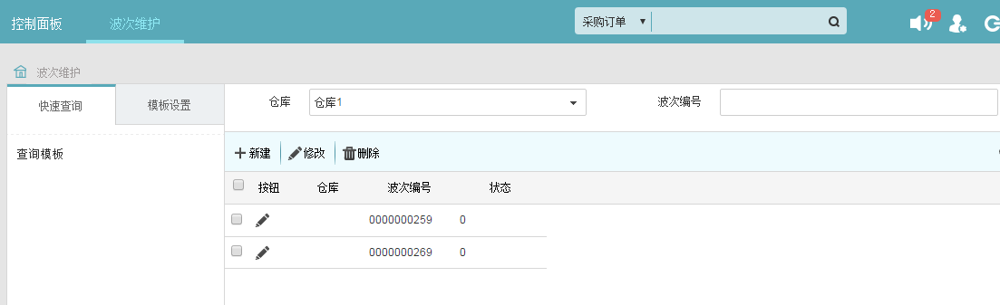 控制面板 波次维护 采购订单 2
波次维护
快速查询 模板设置 仓库 仓库1 波次编号
查询模板 新建 修改 删除
按钮 仓库 波次编号 状态
0000000259 0
0000000269 0